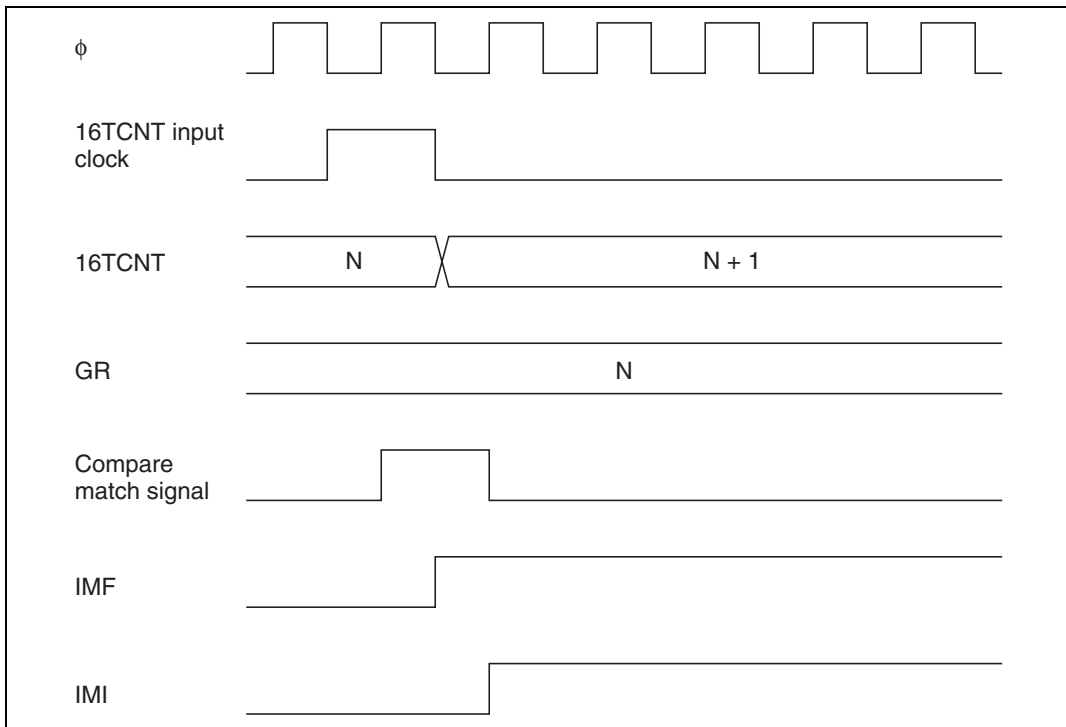 φ
16TCNT input
clock
16TCNT
N
N + 1
GR
N
Compare
match signal
IMF
IMI